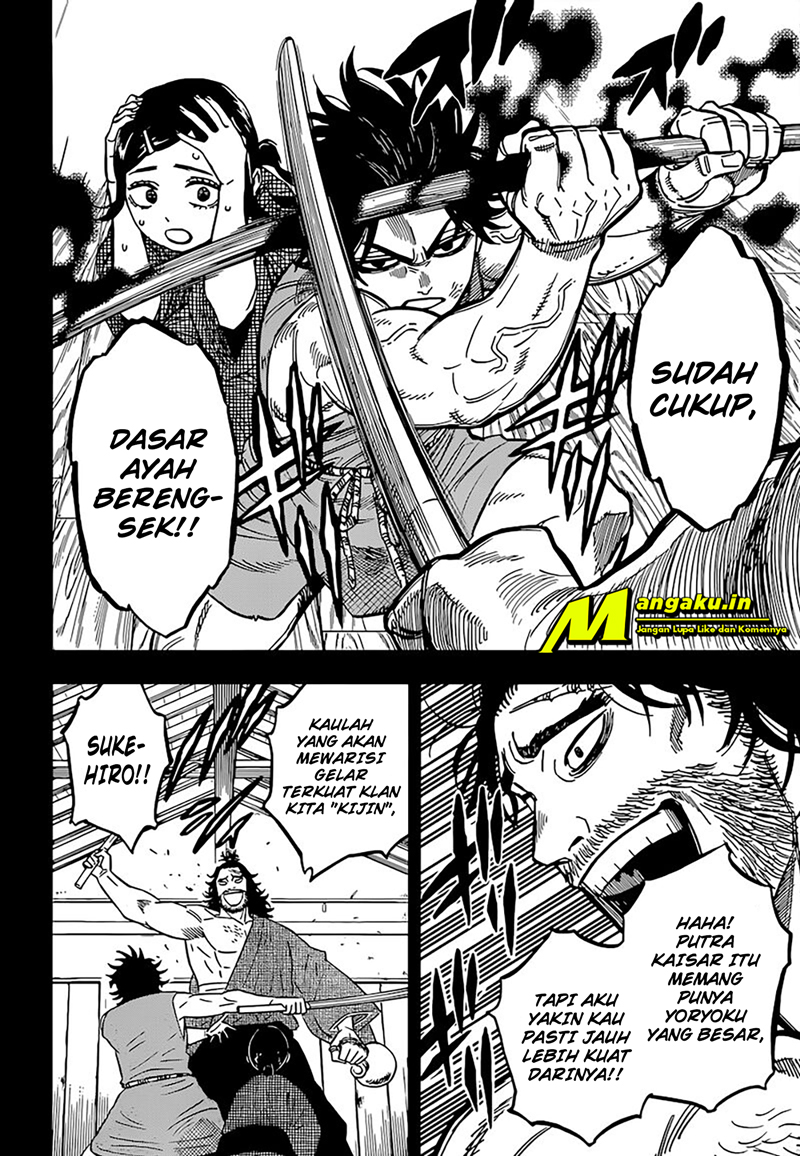 SUDAH
CUKUP,
DASAR
AYAH
BERENG-
SEK!!
Mangaku.in
Jangan Lupa Like dan Komennya
HAHA!
PUTRA
KAISAR ITU
MEMANG
PUNYA
YORYOKU
YANG BESAR,
TAPI AKU
YAKIN KAU
PASTI JAUH
LEBIH KUAT
DARINYA!!
KAULAH
YANG AKAN
MEWARISI
GELAR
TERKUAT KLAN
KITA "KIJIN",
SUKE-
HIRO!!